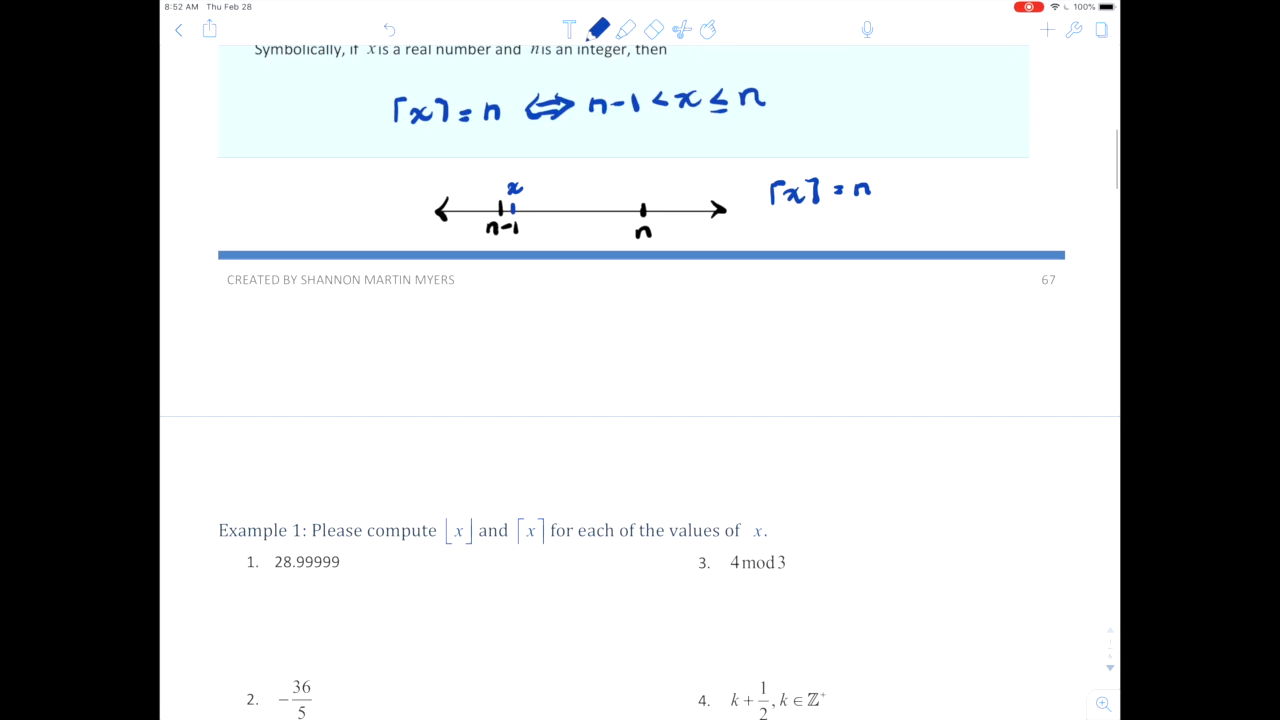 8:52 AM Thu Feb 28 100%
Symbolically, if x is a real number and n is an integer, then
⌈x⌉ = n ⟺ n-1 < x ≤ n
x ⌈x⌉ = n
n-1 n
CREATED BY SHANNON MARTIN MYERS 67
Example 1: Please compute ⌊x⌋ and ⌈x⌉ for each of the values of x.
1. 28.99999 3. 4 mod 3
2. -36/5 4. k + 1/2, k ∈ ℤ⁺